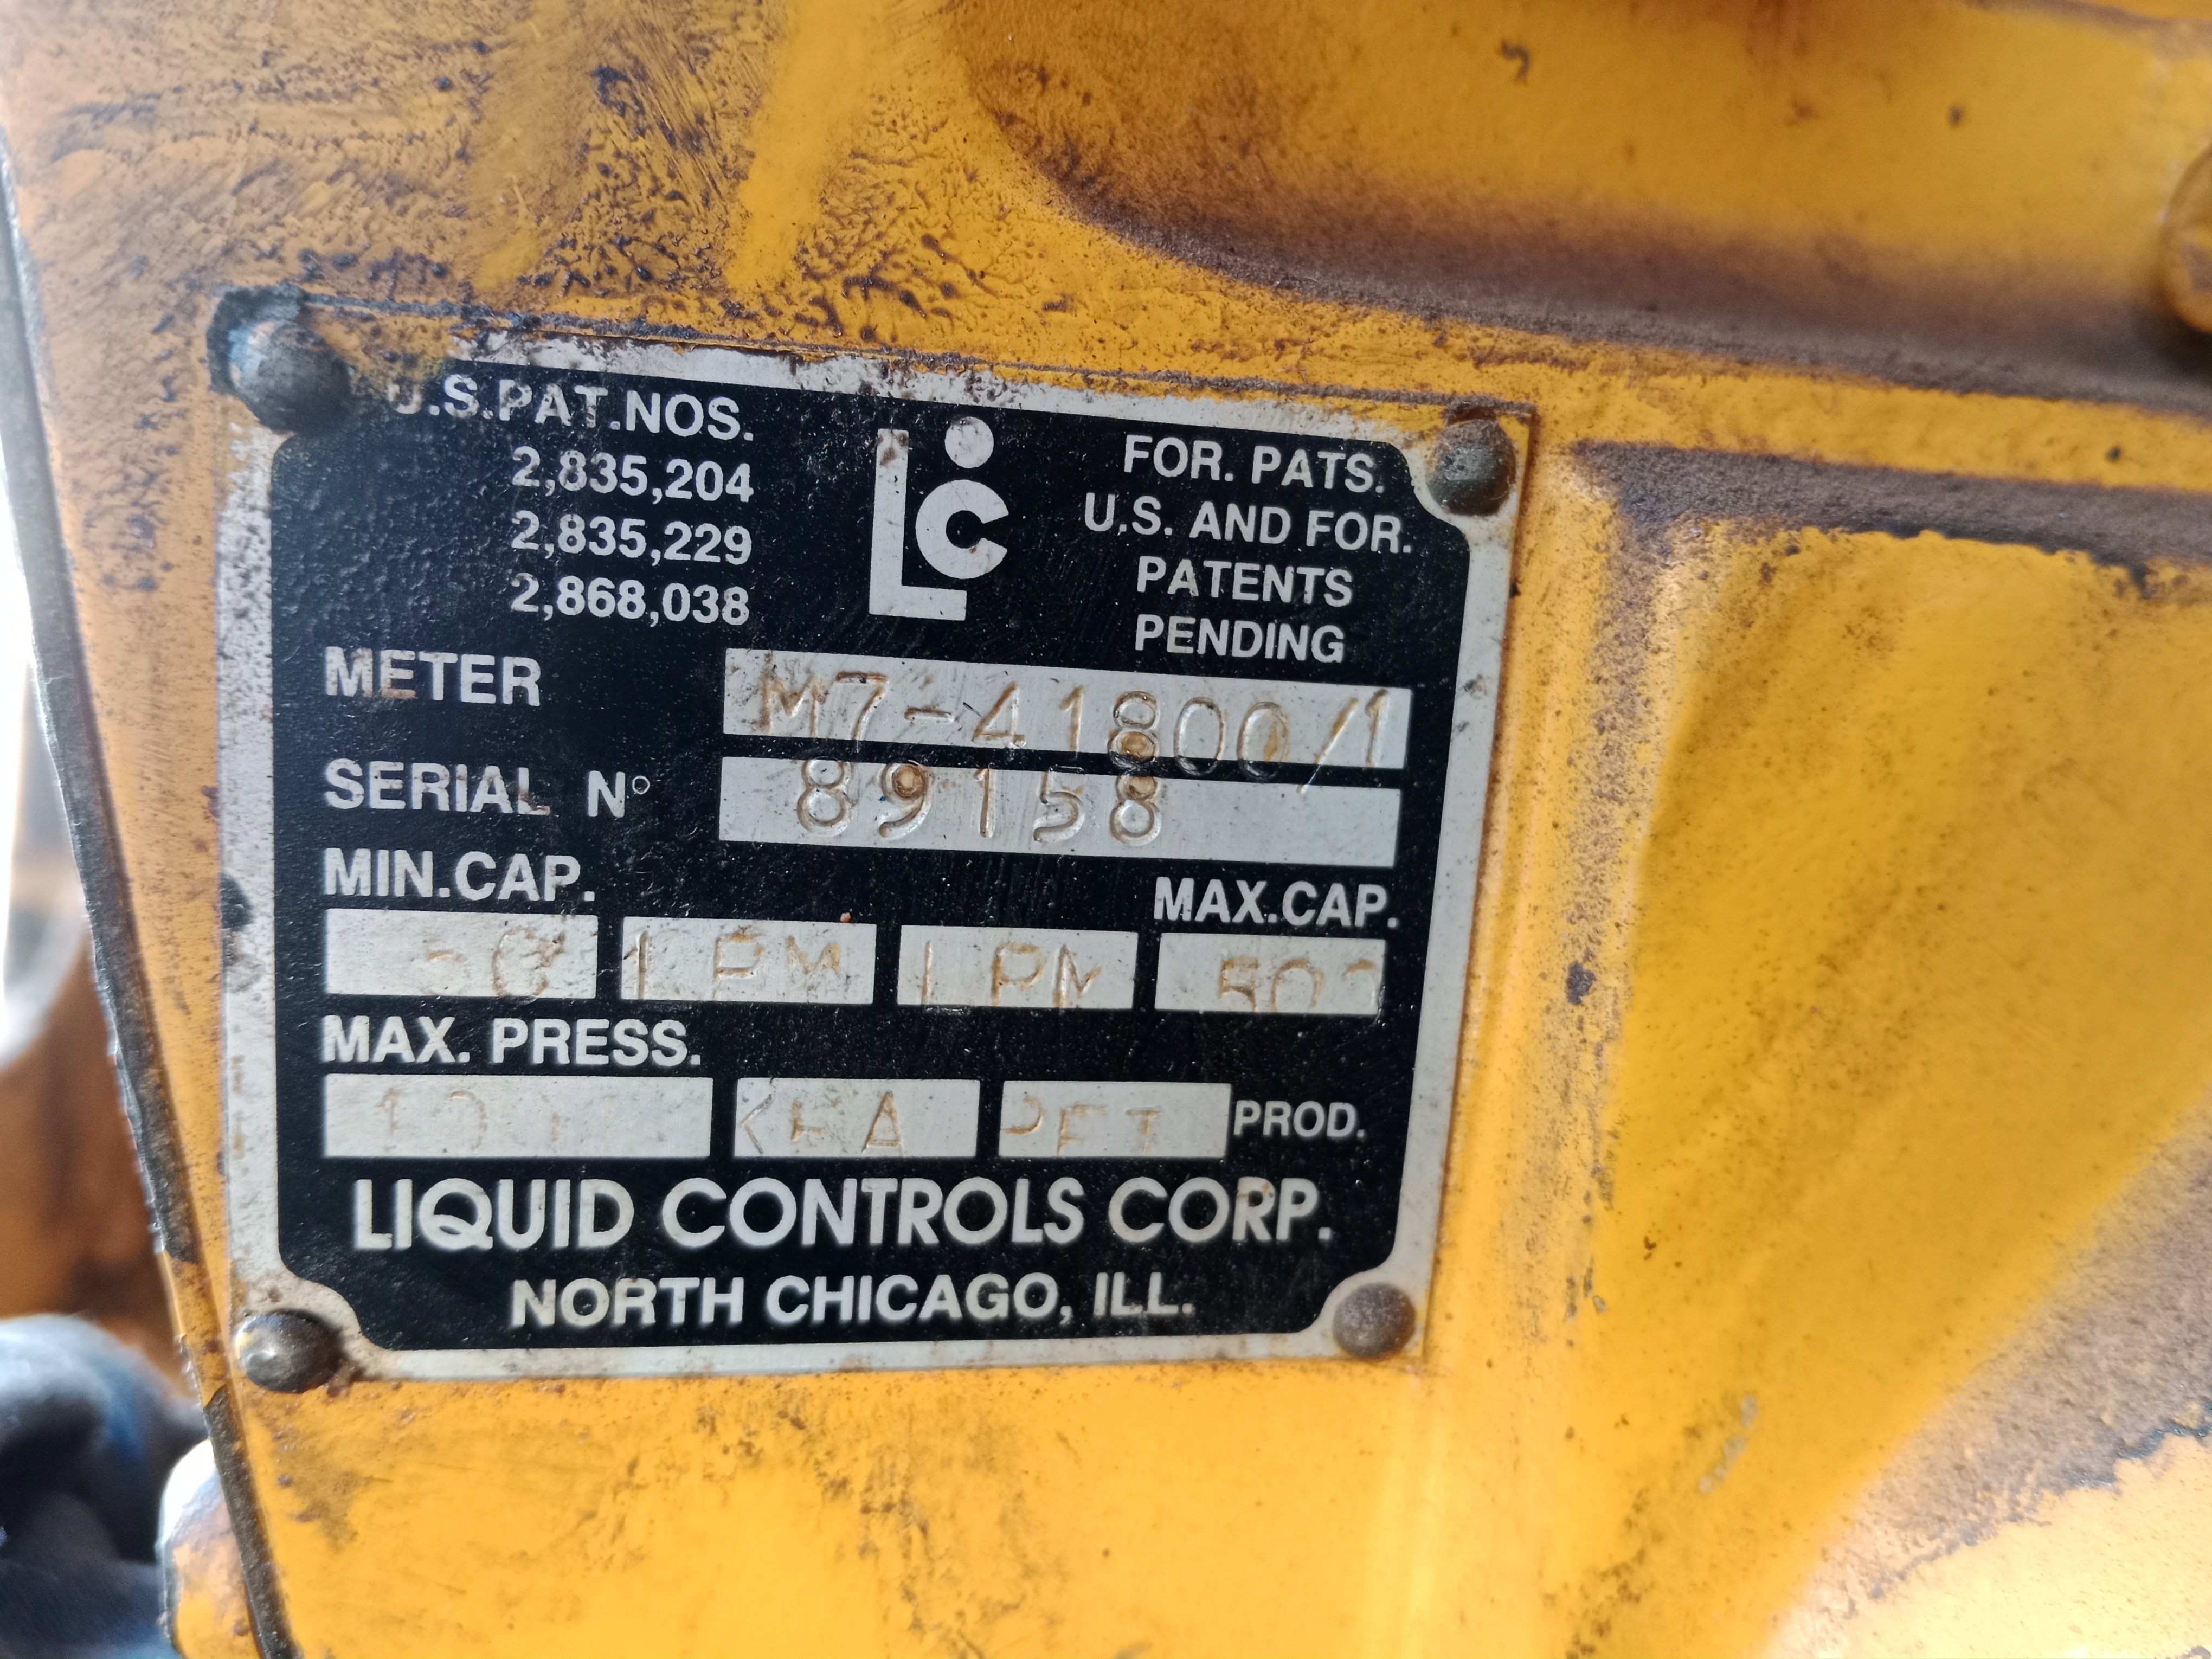 U.S.PAT.NOS.
2,835,204
2,835,229
2,868,038
LC
FOR. PATS.
U.S. AND FOR.
PATENTS
PENDING
METER M7-41800/1
SERIAL Nº 89158
MIN.CAP. MAX.CAP.
LPM LPM
MAX. PRESS.
KPA PROD.
LIQUID CONTROLS CORP.
NORTH CHICAGO, ILL.